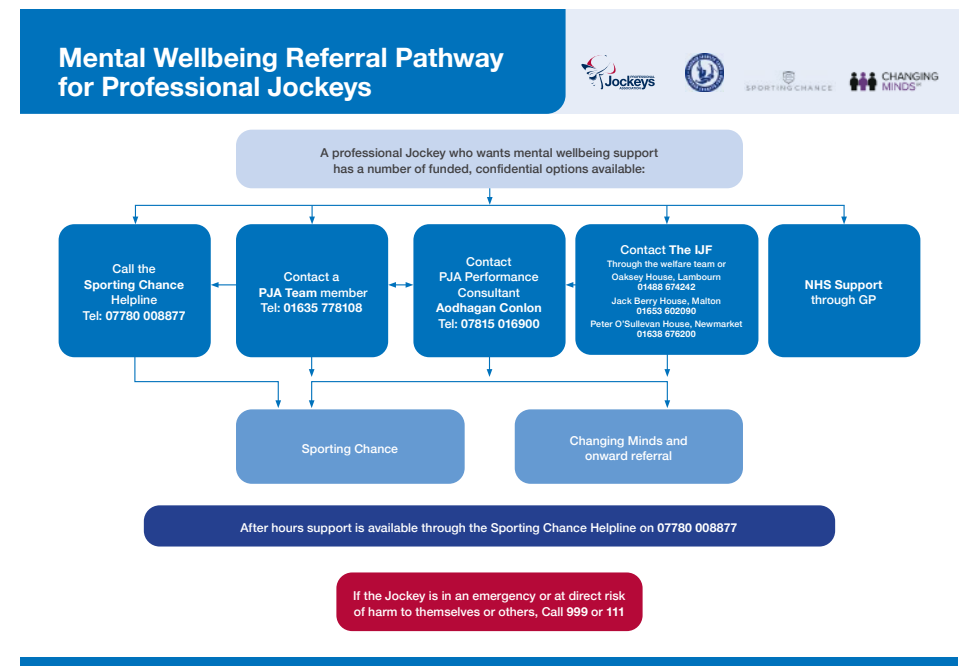 Mental Wellbeing Referral Pathway
for Professional Jockeys
PROFESSIONAL
Jockeys
ASSOCIATION
SPORTING CHANCE
CHANGING
MINDS
A professional Jockey who wants mental wellbeing support
has a number of funded, confidential options available:
Call the
Sporting Chance
Helpline
Tel: 07780 008877
Contact a
PJA Team member
Tel: 01635 778108
Contact
PJA Performance
Consultant
Aodhagan Conlon
Tel: 07815 016900
Contact The IJF
Through the welfare team or
Oaksey House, Lambourn
01488 674242
Jack Berry House, Malton
01653 602090
Peter O'Sullevan House, Newmarket
01638 676200
NHS Support
through GP
Sporting Chance
Changing Minds and
onward referral
After hours support is available through the Sporting Chance Helpline on 07780 008877
If the Jockey is in an emergency or at direct risk
of harm to themselves or others, Call 999 or 111